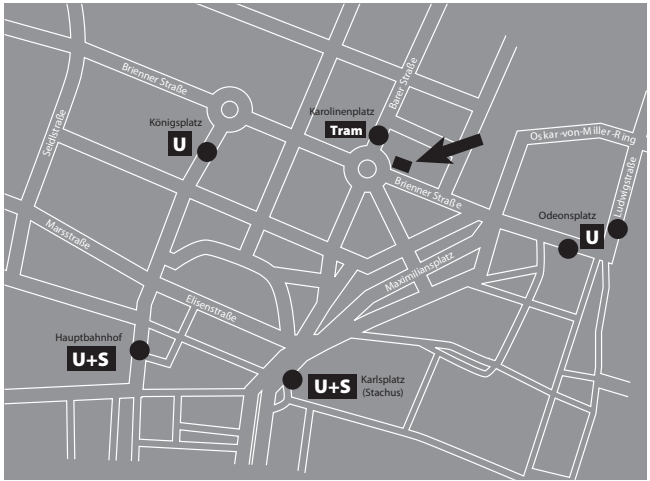 Brienner Straße
Seidlstraße
Königsplatz
U
Karolinenplatz
Tram
Barer Straße
Oskar-von-Miller-Ring
Ludwigstraße
Brienner Straße
Odeonsplatz
U
Marsstraße
Maximiliansplatz
Elisenstraße
Hauptbahnhof
U+S
U+S
Karlsplatz
(Stachus)